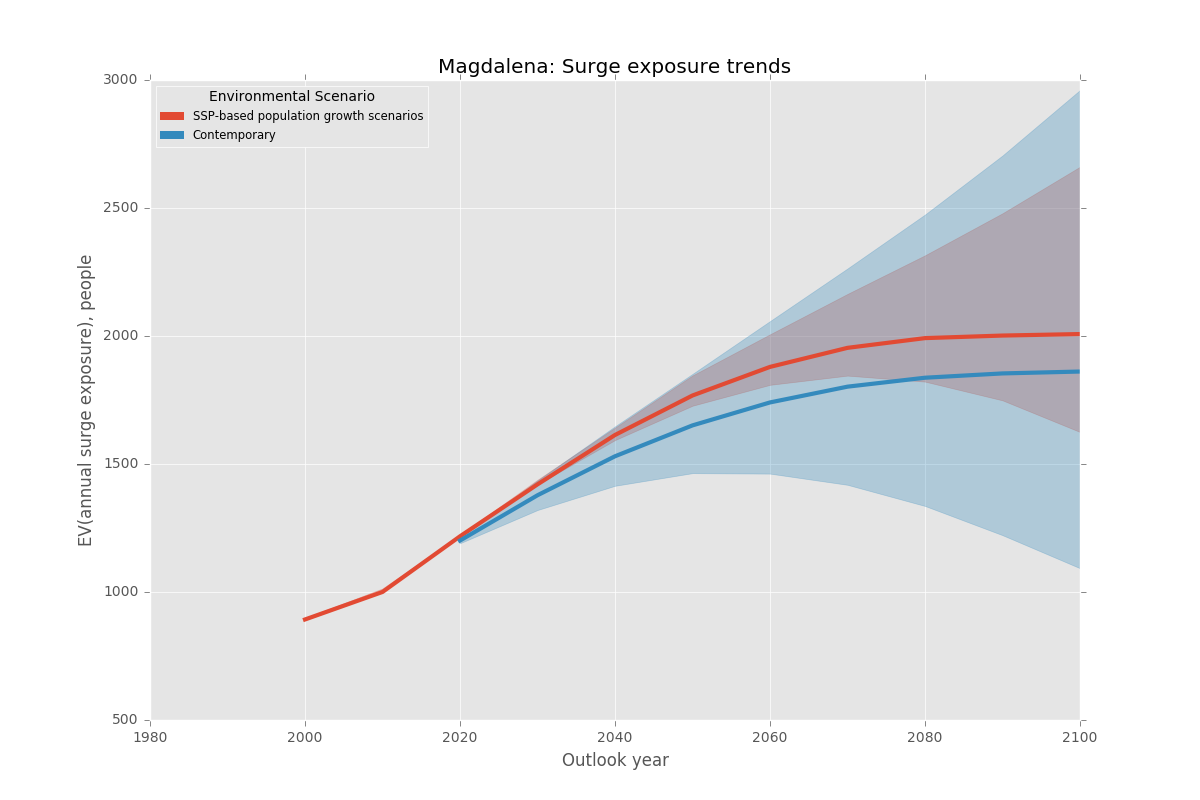 Magdalena: Surge exposure trends
3000
2500
2000
1500
1000
500
EV(annual surge exposure), people
Environmental Scenario
SSP-based population growth scenarios
Contemporary
1980
2000
2020
2040
2060
2080
2100
Outlook year